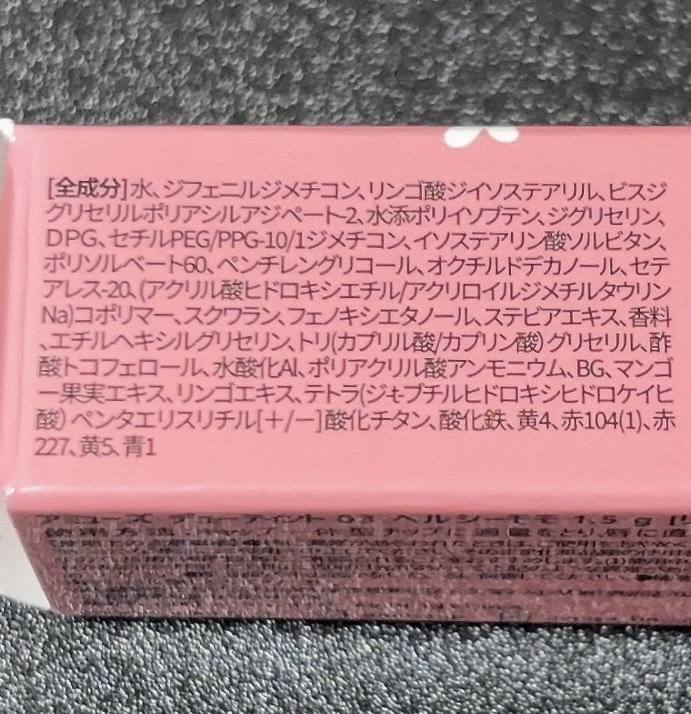 [全成分]水、ジフェニルジメチコン、リンゴ酸ジイソステアリル、ビスジ
グリセリルポリアシルアジペート-2、水添ポリイソブテン、ジグリセリン、
DPG、セチルPEG/PPG-10/1ジメチコン、イソステアリン酸ソルビタン、
ポリソルベート60、ペンチレングリコール、オクチルドデカノール、セテ
アレス-20、(アクリル酸ヒドロキシエチル/アクリロイルジメチルタウリン
Na)コポリマー、スクワラン、フェノキシエタノール、ステビアエキス、香料
、エチルヘキシルグリセリン、トリ(カプリル酸/カプリン酸)グリセリル、酢
酸トコフェロール、水酸化Al、ポリアクリル酸アンモニウム、BG、マンゴ
ー果実エキス、リンゴエキス、テトラ(ジt-ブチルヒドロキシヒドロケイヒ
酸)ペンタエリスリチル[+/-]酸化チタン、酸化鉄、黄4、赤104(1)、赤
227、黄5、青1
03 ヘルシーモモ 4.5g